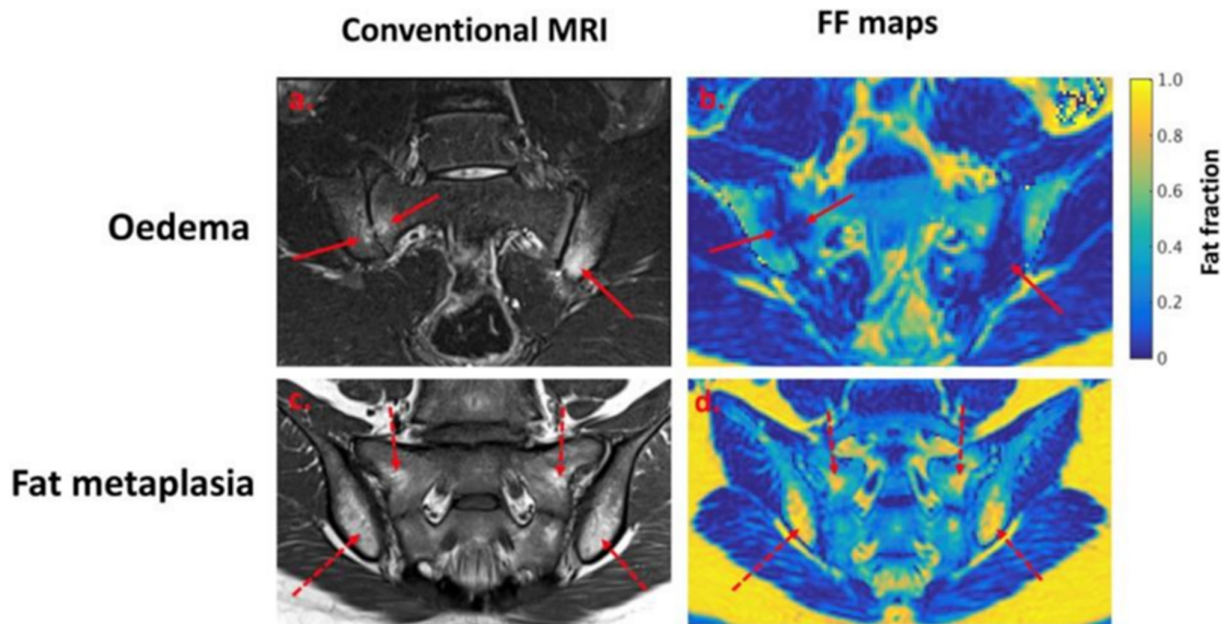 Conventional MRI
FF maps
a.
b.
1.0
0.8
0.6
0.4
0.2
0
Fat fraction
Oedema
c.
d.
Fat metaplasia